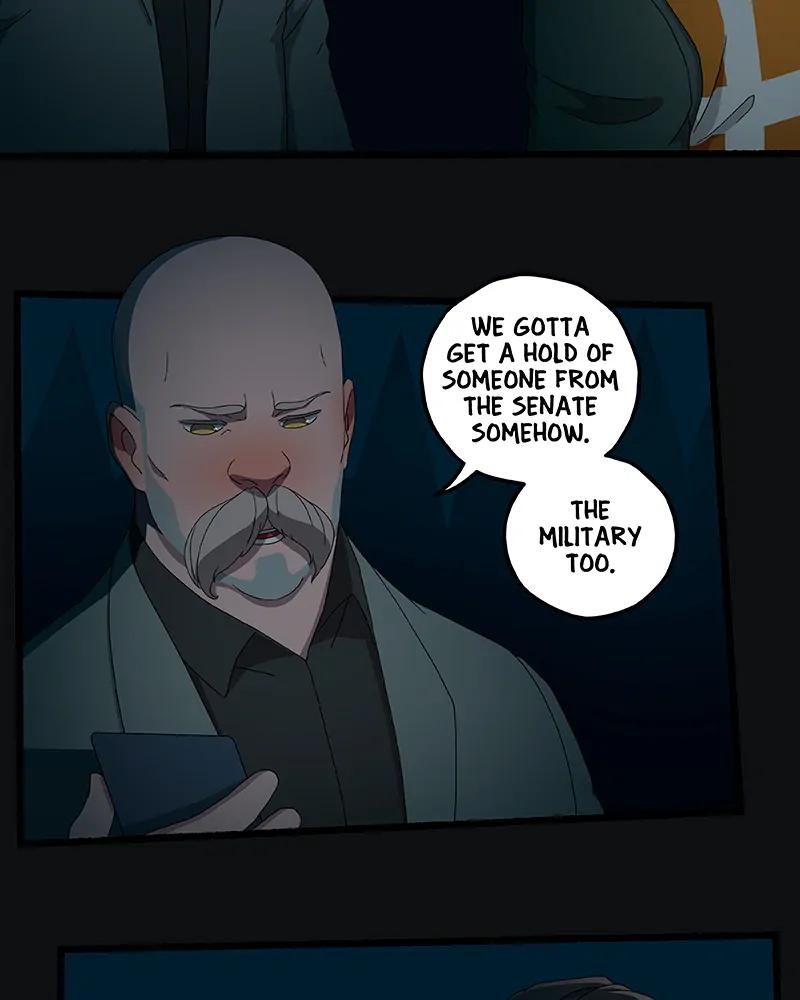 WE GOTTA
GET A HOLD OF
SOMEONE FROM
THE SENATE
SOMEHOW.
THE
MILITARY
TOO.